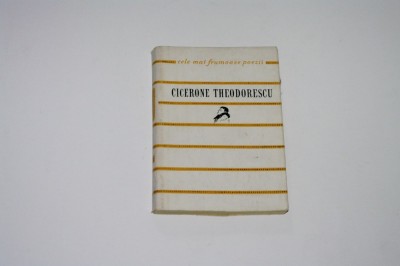 cele mai frumoase poezii
CICERONE THEODORESCU